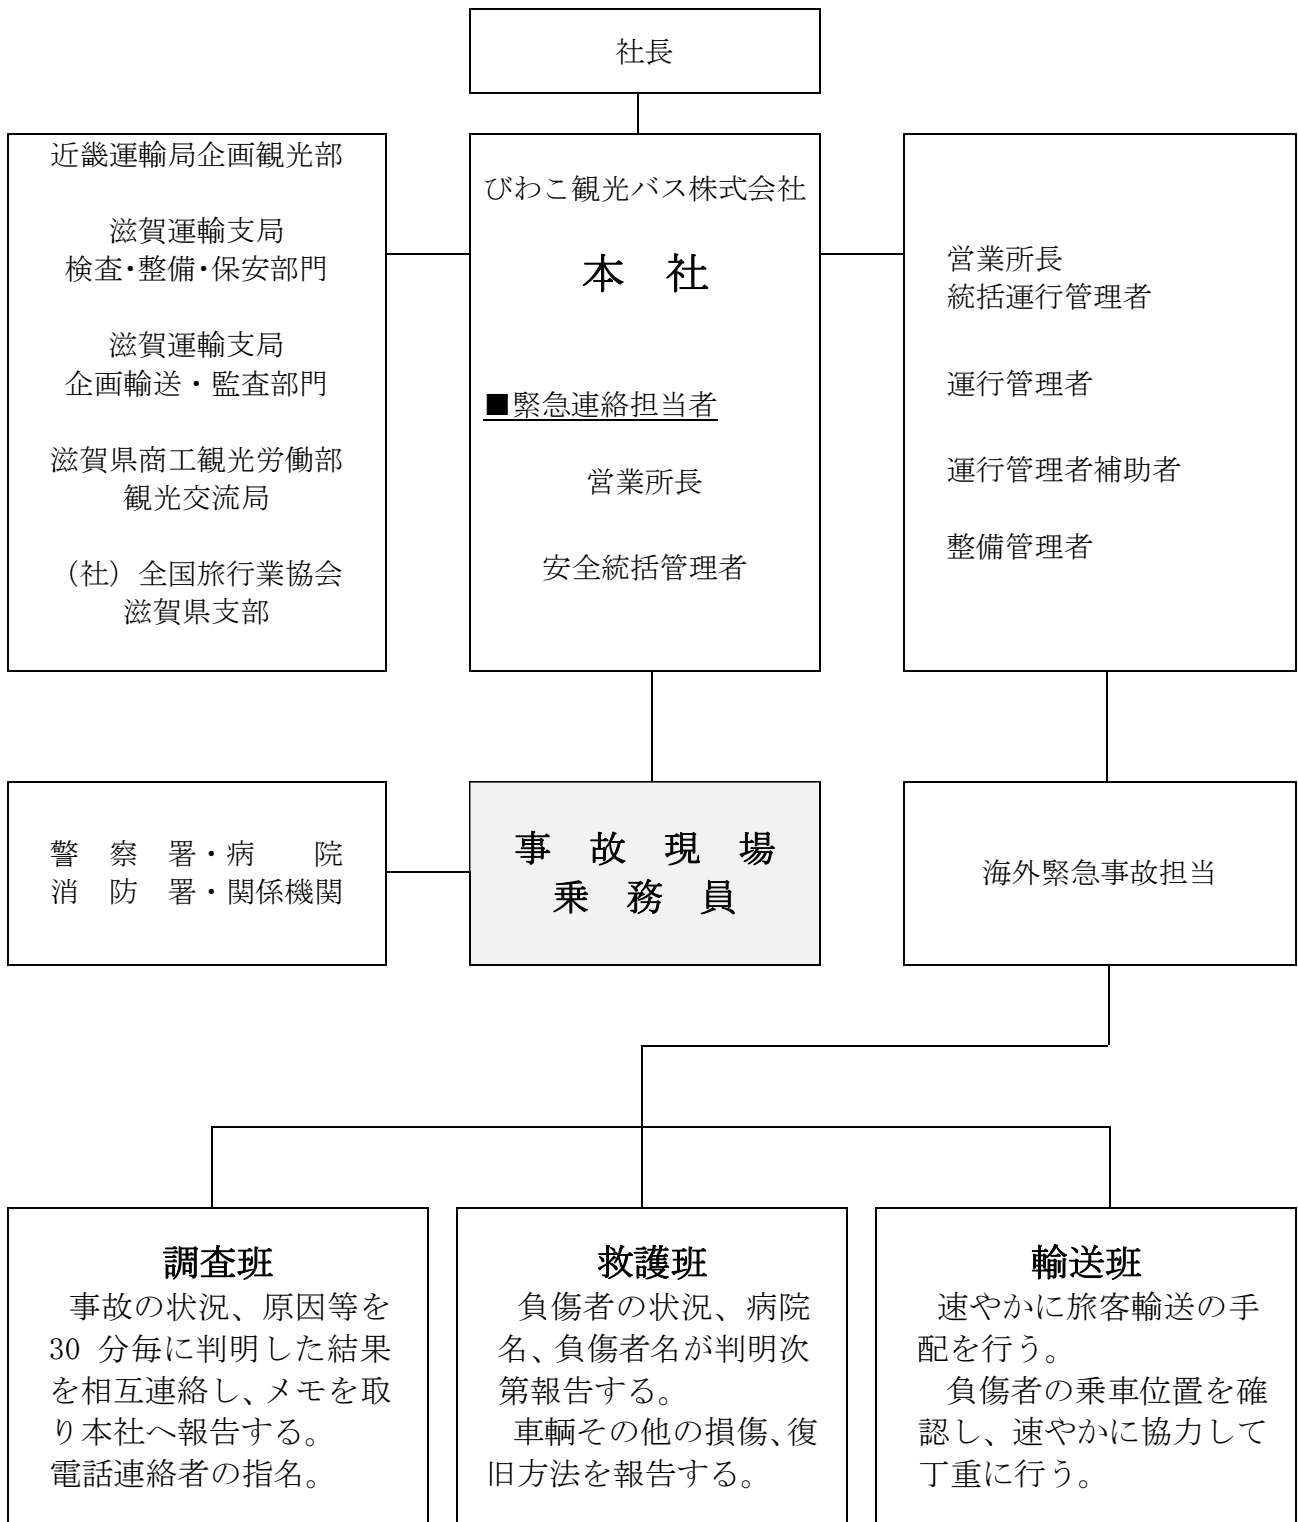 社長
近畿運輸局企画観光部
滋賀運輸支局
検査・整備・保安部門
滋賀運輸支局
企画輸送・監査部門
滋賀県商工観光労働部
観光交流局
（社）全国旅行業協会
滋賀県支部
びわこ観光バス株式会社
本　社
■緊急連絡担当者
営業所長
安全統括管理者
営業所長
統括運行管理者
運行管理者
運行管理者補助者
整備管理者
警　察　署・病　　院
消　防　署・関係機関
事　故　現　場
乗　務　員
海外緊急事故担当
調査班
事故の状況、原因等を
30 分毎に判明した結果
を相互連絡し、メモを取
り本社へ報告する。
電話連絡者の指名。
救護班
負傷者の状況、病院
名、負傷者名が判明次
第報告する。
車輌その他の損傷、復
旧方法を報告する。
輸送班
速やかに旅客輸送の手
配を行う。
負傷者の乗車位置を確
認し、速やかに協力して
丁重に行う。